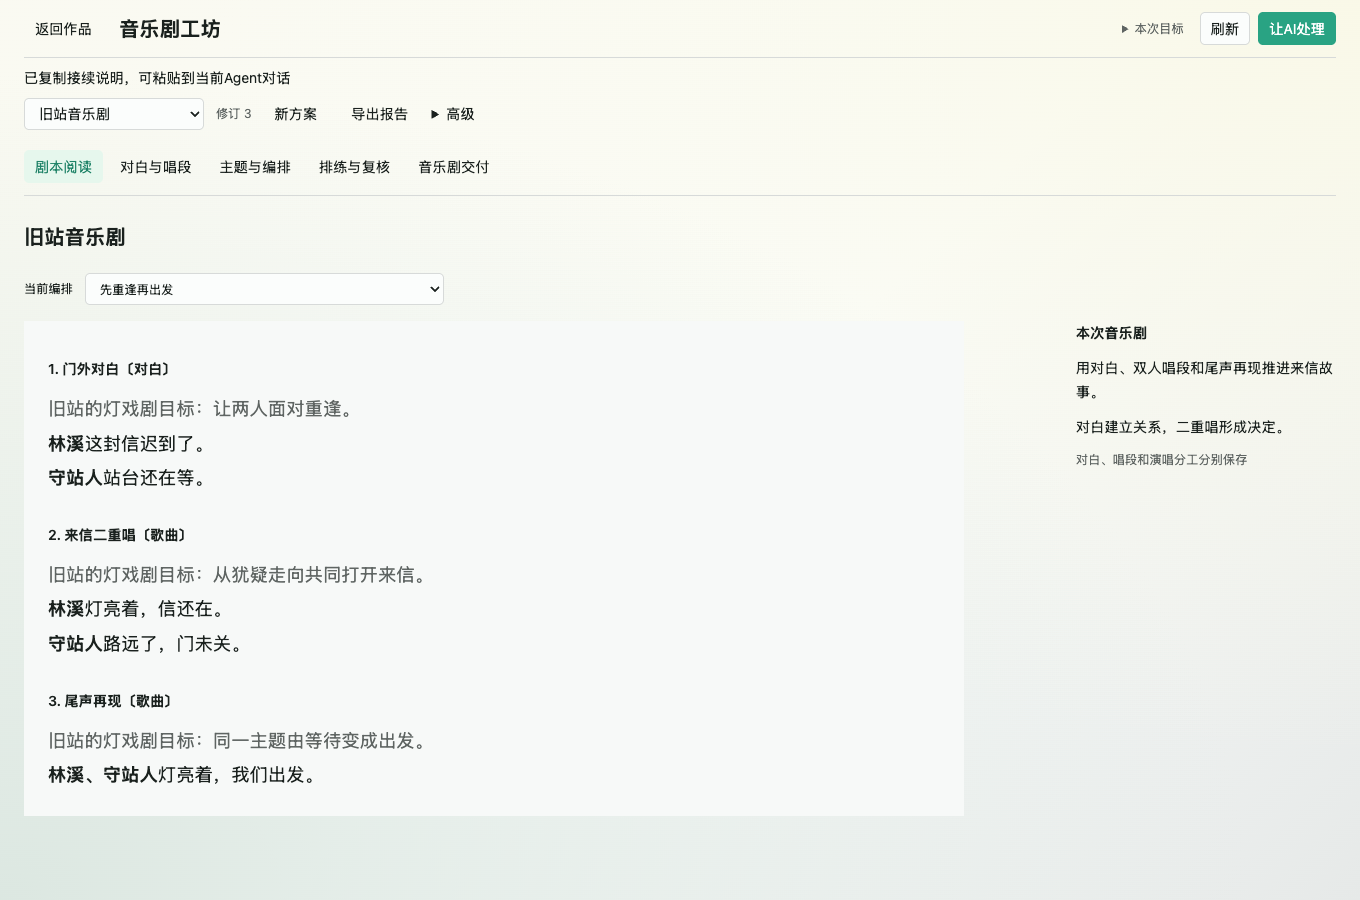 返回作品
音乐剧工坊
▶ 本次目标
刷新
让AI处理
已复制接续说明，可粘贴到当前Agent对话
旧站音乐剧
修订 3
新方案
导出报告
▶ 高级
剧本阅读
对白与唱段
主题与编排
排练与复核
音乐剧交付
旧站音乐剧
当前编排
先重逢再出发
1. 门外对白〔对白〕
旧站的灯戏剧目标：让两人面对重逢。
林溪这封信迟到了。
守站人站台还在等。
2. 来信二重唱〔歌曲〕
旧站的灯戏剧目标：从犹疑走向共同打开来信。
林溪灯亮着，信还在。
守站人路远了，门未关。
3. 尾声再现〔歌曲〕
旧站的灯戏剧目标：同一主题由等待变成出发。
林溪、守站人灯亮着，我们出发。
本次音乐剧
用对白、双人唱段和尾声再现推进来信故
事。
对白建立关系，二重唱形成决定。
对白、唱段和演唱分工分别保存